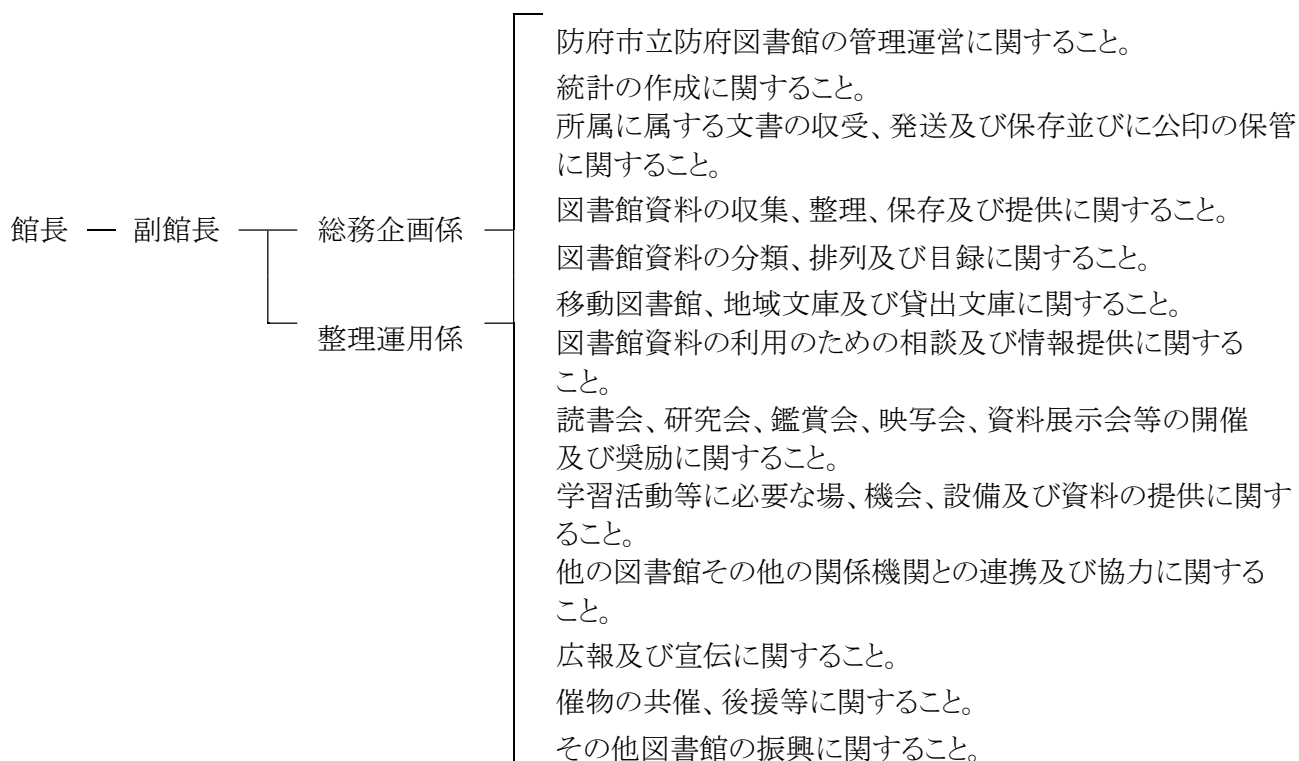 防府市立防府図書館の管理運営に関すること。
統計の作成に関すること。
所属に属する文書の収受、発送及び保存並びに公印の保管
に関すること。
図書館資料の収集、整理、保存及び提供に関すること。
館長 ― 副館長 総務企画係
図書館資料の分類、排列及び目録に関すること。
移動図書館、地域文庫及び貸出文庫に関すること。
整理運用係
図書館資料の利用のための相談及び情報提供に関する
こと。
読書会、研究会、鑑賞会、映写会、資料展示会等の開催
及び奨励に関すること。
学習活動等に必要な場、機会、設備及び資料の提供に関す
ること。
他の図書館その他の関係機関との連携及び協力に関する
こと。
広報及び宣伝に関すること。
催物の共催、後援等に関すること。
その他図書館の振興に関すること。